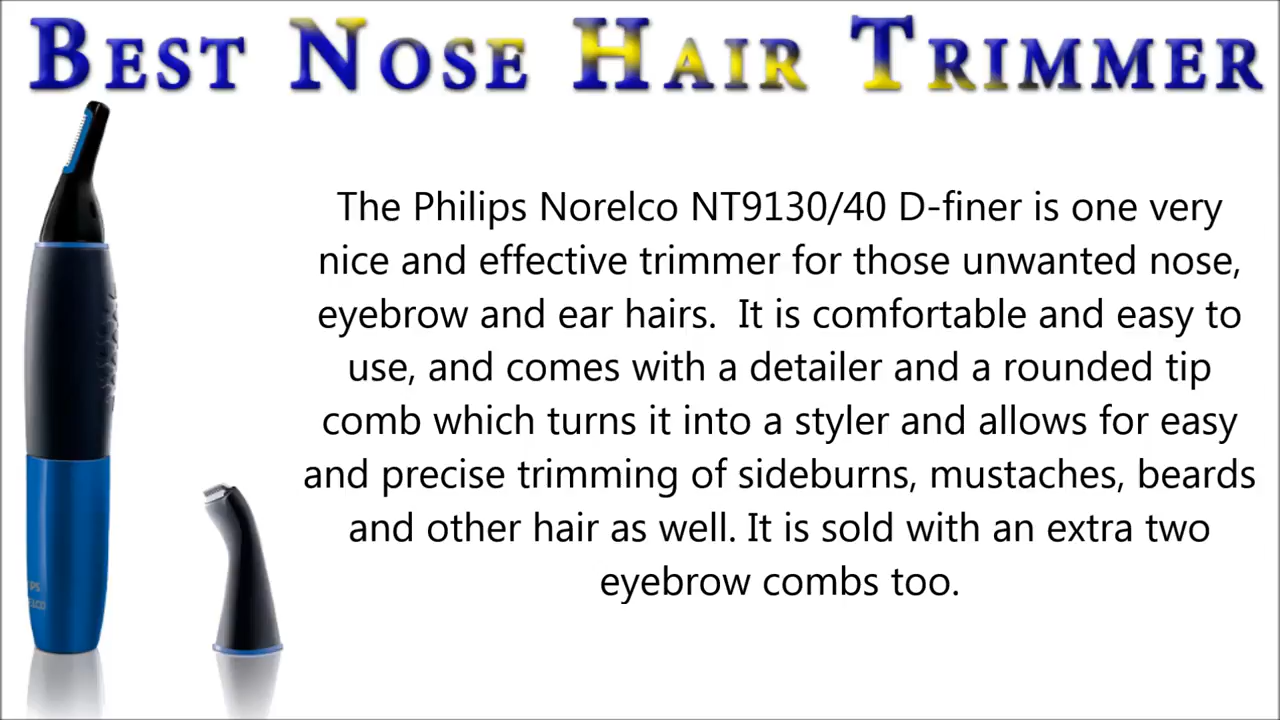 BEST NOSE HAIR TRIMMER
The Philips Norelco NT9130/40 D-finer is one very
nice and effective trimmer for those unwanted nose,
eyebrow and ear hairs.  It is comfortable and easy to
use, and comes with a detailer and a rounded tip
comb which turns it into a styler and allows for easy
and precise trimming of sideburns, mustaches, beards
and other hair as well. It is sold with an extra two
eyebrow combs too.